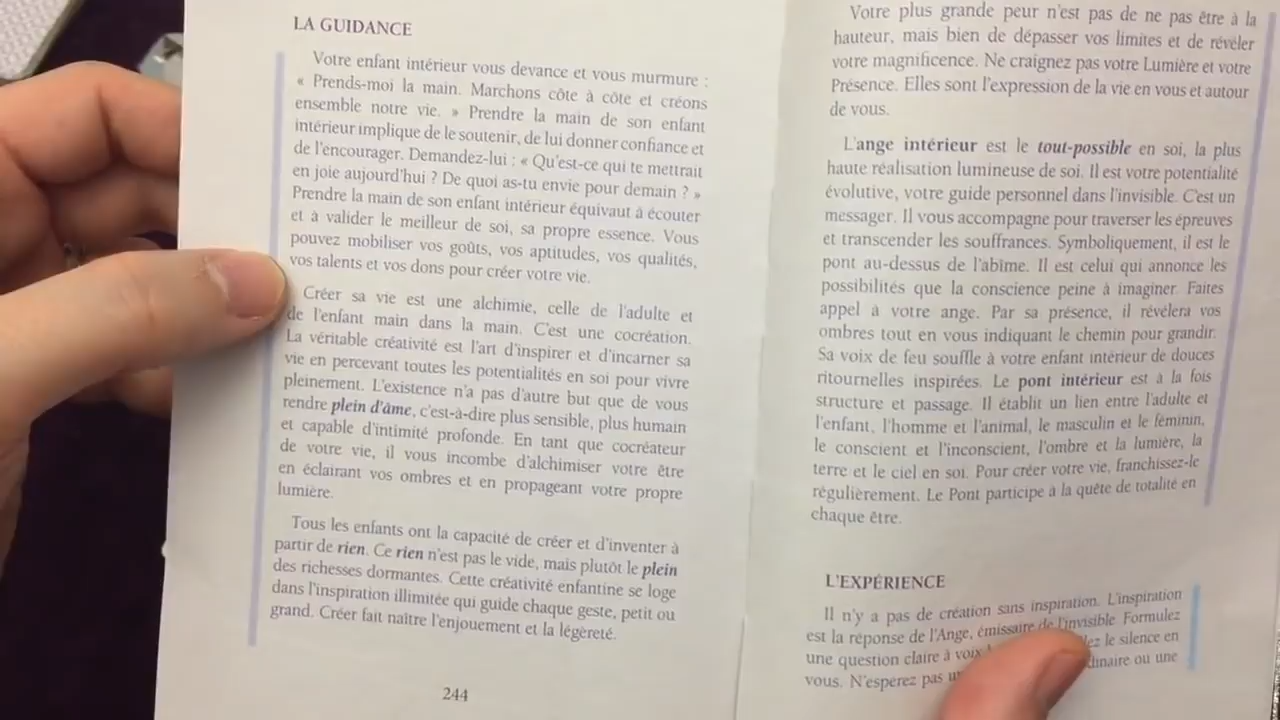 LA GUIDANCE
Votre enfant intérieur vous devance et vous murmure :
« Prends-moi la main. Marchons côte à côte et créons
ensemble notre vie. » Prendre la main de son enfant
intérieur implique de le soutenir, de lui donner confiance et
de l'encourager. Demandez-lui : « Qu'est-ce qui te mettrait
en joie aujourd'hui ? De quoi as-tu envie pour demain ? »
Prendre la main de son enfant intérieur équivaut à écouter
et à valider le meilleur de soi, sa propre essence. Vous
pouvez mobiliser vos goûts, vos aptitudes, vos qualités,
vos talents et vos dons pour créer votre vie.
Créer sa vie est une alchimie, celle de l'adulte et
de l'enfant main dans la main. C'est une cocréation.
La véritable créativité est l'art d'inspirer et d'incarner sa
vie en percevant toutes les potentialités en soi pour vivre
pleinement. L'existence n'a pas d'autre but que de vous
rendre plein d'âme, c'est-à-dire plus sensible, plus humain
et capable d'intimité profonde. En tant que cocréateur
de votre vie, il vous incombe d'alchimiser votre être
en éclairant vos ombres et en propageant votre propre
lumière.
Tous les enfants ont la capacité de créer et d'inventer à
partir de rien. Ce rien n'est pas le vide, mais plutôt le plein
des richesses dormantes. Cette créativité enfantine se loge
dans l'inspiration illimitée qui guide chaque geste, petit ou
grand. Créer fait naître l'enjouement et la légèreté.
244
Votre plus grande peur n'est pas de ne pas être à la
hauteur, mais bien de dépasser vos limites et de révéler
votre magnificence. Ne craignez pas votre Lumière et votre
Présence. Elles sont l'expression de la vie en vous et autour
de vous.
L'ange intérieur est le tout-possible en soi, la plus
haute réalisation lumineuse de soi. Il est votre potentialité
évolutive, votre guide personnel dans l'invisible. C'est un
messager. Il vous accompagne pour traverser les épreuves
et transcender les souffrances. Symboliquement, il est le
pont au-dessus de l'abîme. Il est celui qui annonce les
possibilités que la conscience peine à imaginer. Faites
appel à votre ange. Par sa présence, il révélera vos
ombres tout en vous indiquant le chemin pour grandir.
Sa voix de feu souffle à votre enfant intérieur de douces
ritournelles inspirées. Le pont intérieur est à la fois
structure et passage. Il établit un lien entre l'adulte et
l'enfant, l'homme et l'animal, le masculin et le féminin,
le conscient et l'inconscient, l'ombre et la lumière, la
terre et le ciel en soi. Pour créer votre vie, franchissez-le
régulièrement. Le Pont participe à la quête de totalité en
chaque être.
L'EXPÉRIENCE
Il n'y a pas de création sans inspiration. L'inspiration
est la réponse de l'Ange, émissaire de l'invisible. Formulez
une question claire à voix le silence en
vous. N'espérez pas ou une